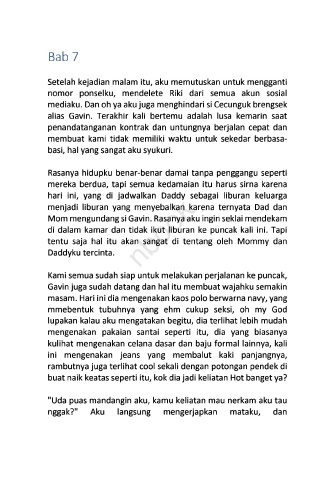 Bab 7
Setelah kejadian malam itu, aku memutuskan untuk mengganti
nomor ponselku, mendelete Riki dari semua akun sosial
mediaku. Dan oh ya aku juga menghindari si Cecunguk brengsek
alias Gavin. Terakhir kali bertemu adalah lusa kemarin saat
penandatanganan kontrak dan untungnya berjalan cepat dan
membuat kami tidak memiliki waktu untuk sekedar berbasa-
basi, hal yang sangat aku syukuri.
Rasanya hidupku benar-benar damai tanpa penggangu seperti
mereka berdua, tapi semua kedamaian itu harus sirna karena
hari ini, yang di jadwalkan Daddy sebagai liburan keluarga
menjadi liburan yang menyebalkan karena ternyata Dad dan
Mom mengundang si Gavin. Rasanya aku ingin seklai mendekam
di dalam kamar dan tidak ikut liburan ke puncak kali ini. Tapi
tentu saja hal itu akan sangat di tentang oleh Mommy dan
Daddyku tercinta.
Kami semua sudah siap untuk melakukan perjalanan ke puncak,
Gavin juga sudah datang dan hal itu membuat wajahku semakin
masam. Hari ini dia mengenakan kaos polo berwarna navy, yang
mmebentuk tubuhnya yang ehm cukup seksi, oh my God
lupakan kalau aku mengatakan begitu, dia terlihat lebih mudah
mengenakan pakaian santai seperti itu, dia yang biasanya
kulihat mengenakan celana dasar dan baju formal lainnya, kali
ini mengenakan jeans yang membalut kaki panjangnya,
rambutnya juga terlihat cool sekali dengan potongan pendek di
buat naik keatas seperti itu, kok dia jadi keliatan Hot banget ya?
"Uda puas mandangin aku, kamu keliatan mau nerkam aku tau
nggak?" Aku langsung mengerjapkan mataku, dan